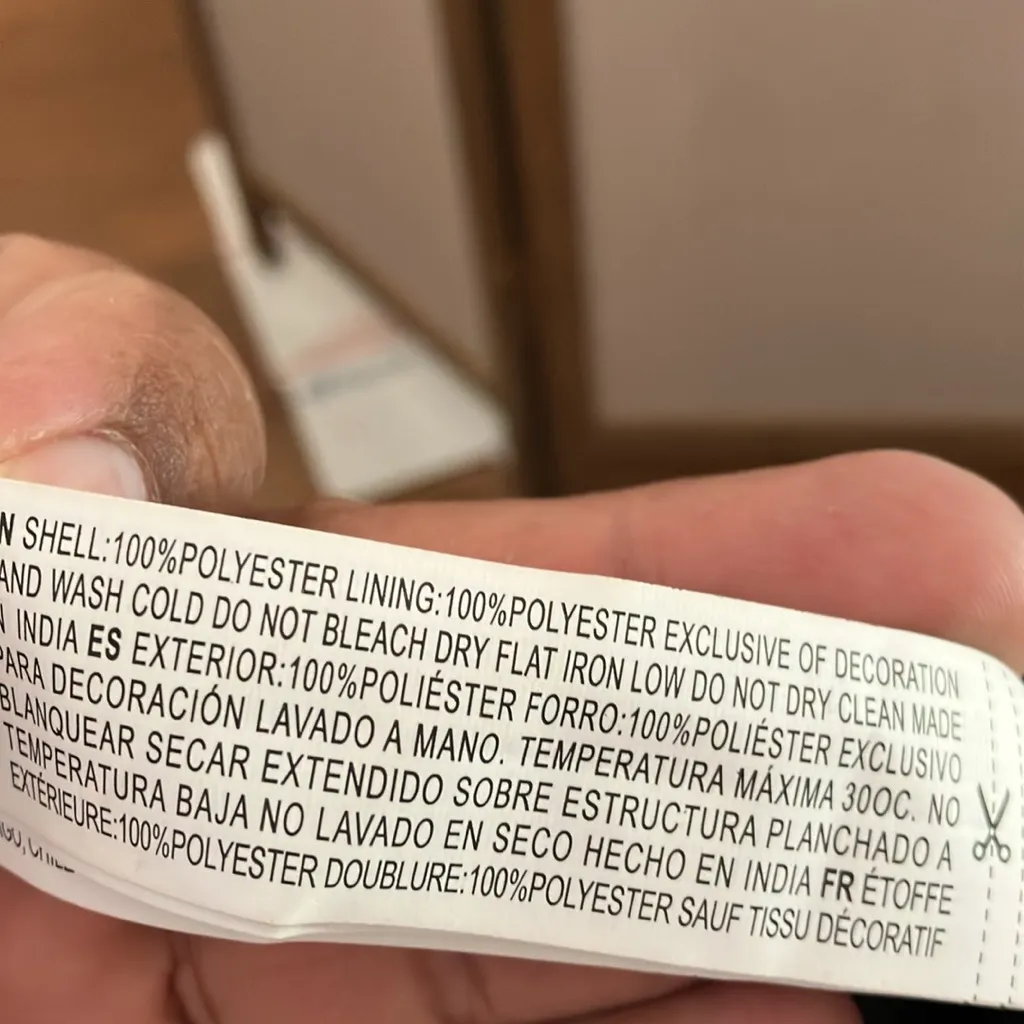 N SHELL:100%POLYESTER LINING:100%POLYESTER EXCLUSIVE OF DECORATION
AND WASH COLD DO NOT BLEACH DRY FLAT IRON LOW DO NOT DRY CLEAN MADE
N INDIA ES EXTERIOR:100%POLIÉSTER FORRO:100%POLIÉSTER EXCLUSIVO
PARA DECORACIÓN LAVADO A MANO. TEMPERATURA MÁXIMA 30OC. NO
BLANQUEAR SECAR EXTENDIDO SOBRE ESTRUCTURA PLANCHADO A
TEMPERATURA BAJA NO LAVADO EN SECO HECHO EN INDIA FR ÉTOFFE
EXTÉRIEURE:100%POLYESTER DOUBLURE:100%POLYESTER SAUF TISSU DÉCORATIF